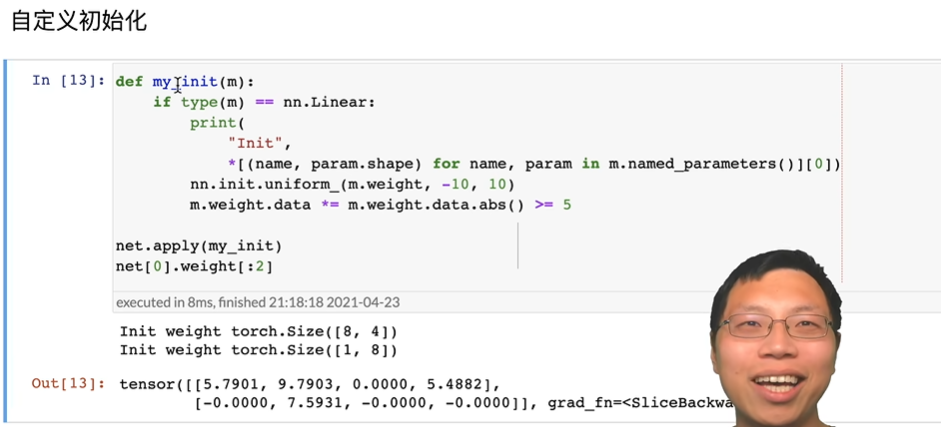 自定义初始化
In [13]: def my_init(m):
if type(m) == nn.Linear:
print(
"Init",
*[(name, param.shape) for name, param in m.named_parameters()][0])
nn.init.uniform_(m.weight, -10, 10)
m.weight.data *= m.weight.data.abs() >= 5
net.apply(my_init)
net[0].weight[:2]
executed in 8ms, finished 21:18:18 2021-04-23
Init weight torch.Size([8, 4])
Init weight torch.Size([1, 8])
Out[13]: tensor([[5.7901, 9.7903, 0.0000, 5.4882],
[-0.0000, 7.5931, -0.0000, -0.0000]], grad_fn=<SliceBackwa